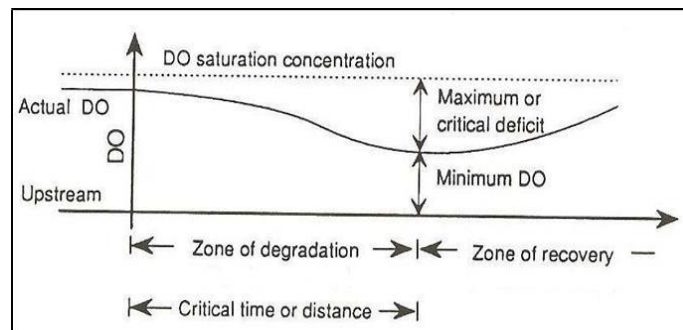 DO saturation concentration
Actual DO
DO
Maximum or
critical deficit
Upstream
Minimum DO
Zone of degradation
Zone of recovery
Critical time or distance